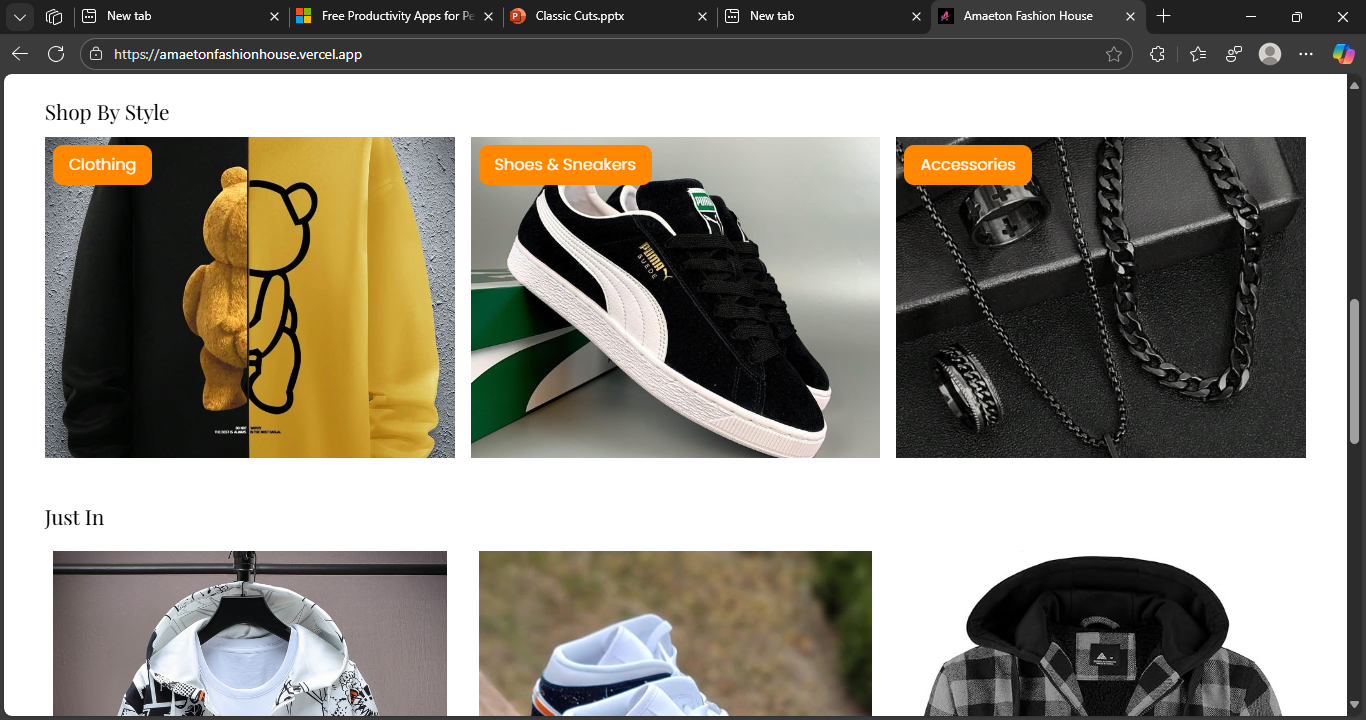 New tab
Free Productivity Apps for Pe
Classic Cuts.pptx
New tab
Amaeton Fashion House
https://amaetonfashionhouse.vercel.app
Shop By Style
Clothing
Shoes & Sneakers
Accessories
PUMA
PUMA
SUEDE
Just In